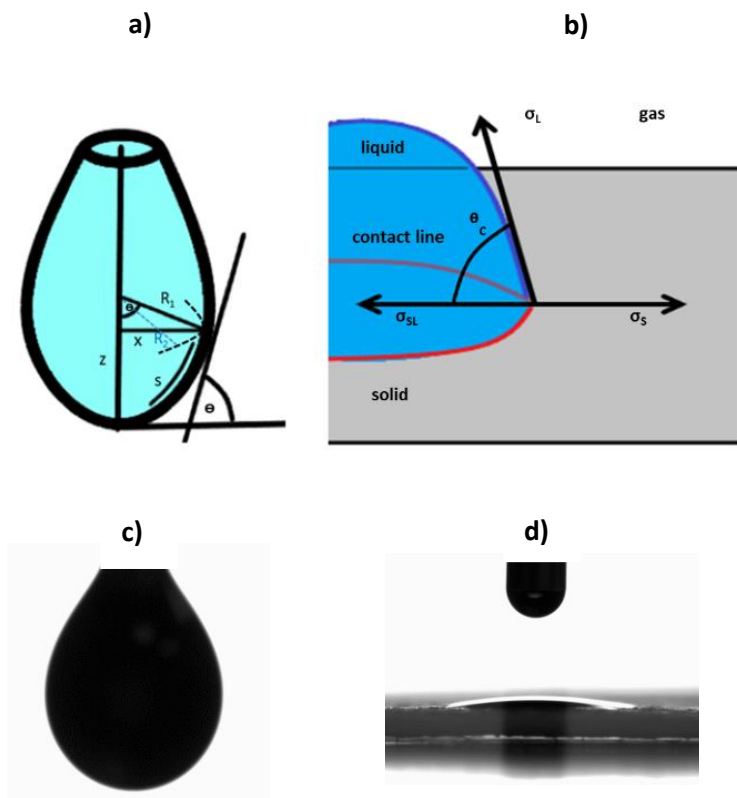 a)
b)
σL
gas
liquid
θc
contact line
R1
ɵ
R2
x
z
s
ɵ
σSL
σS
solid
c)
d)